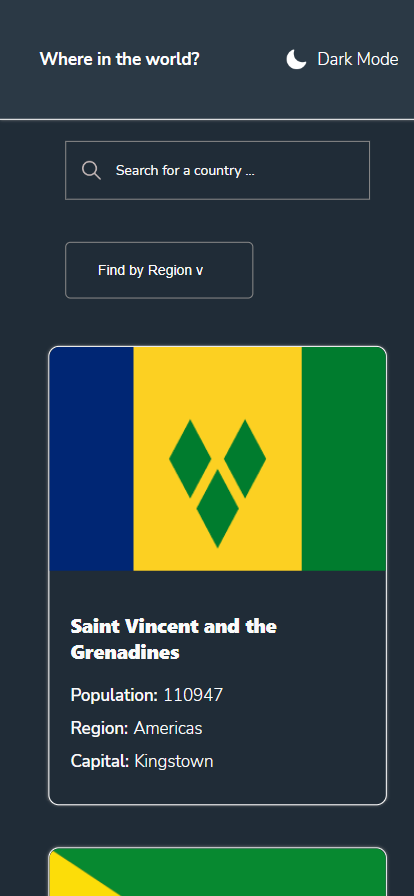 Where in the world?
Dark Mode
Search for a country ...
Find by Region v
Saint Vincent and the
Grenadines
Population: 110947
Region: Americas
Capital: Kingstown